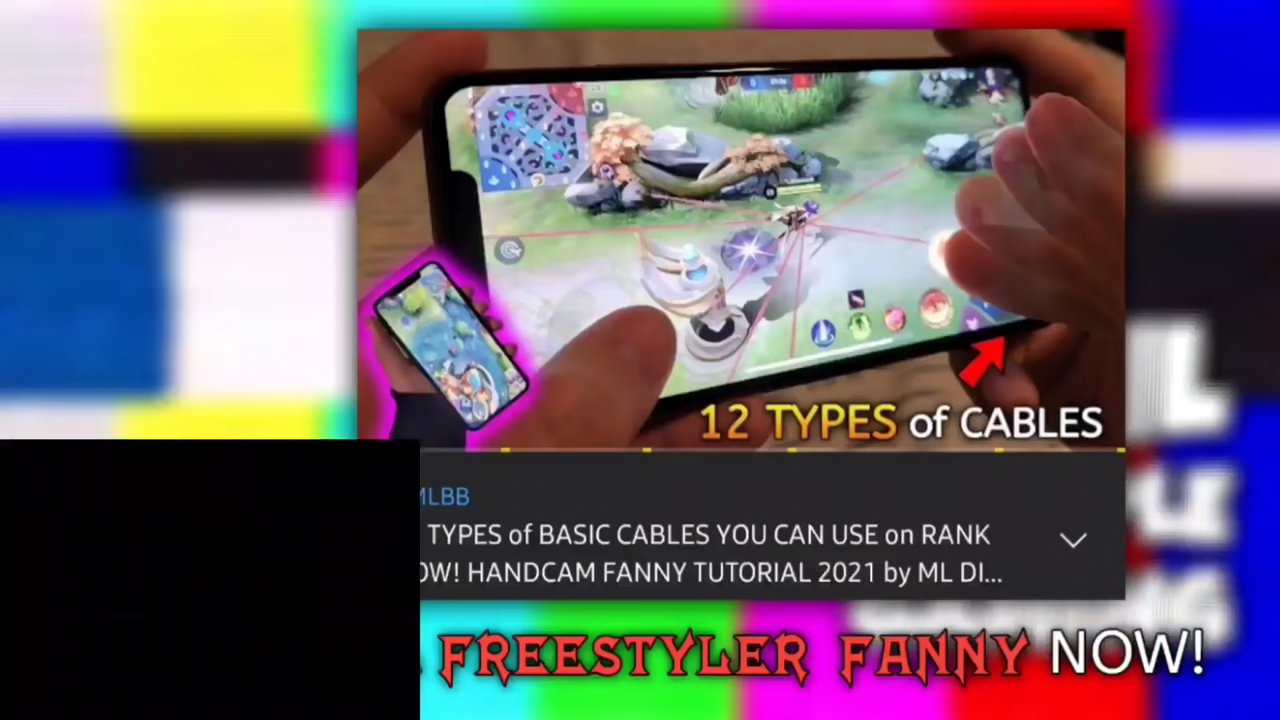 12 TYPES of CABLES
MLBB
TYPES of BASIC CABLES YOU CAN USE on RANK
OW! HANDCAM FANNY TUTORIAL 2021 by ML DI...
FREESTYLER FANNY NOW!